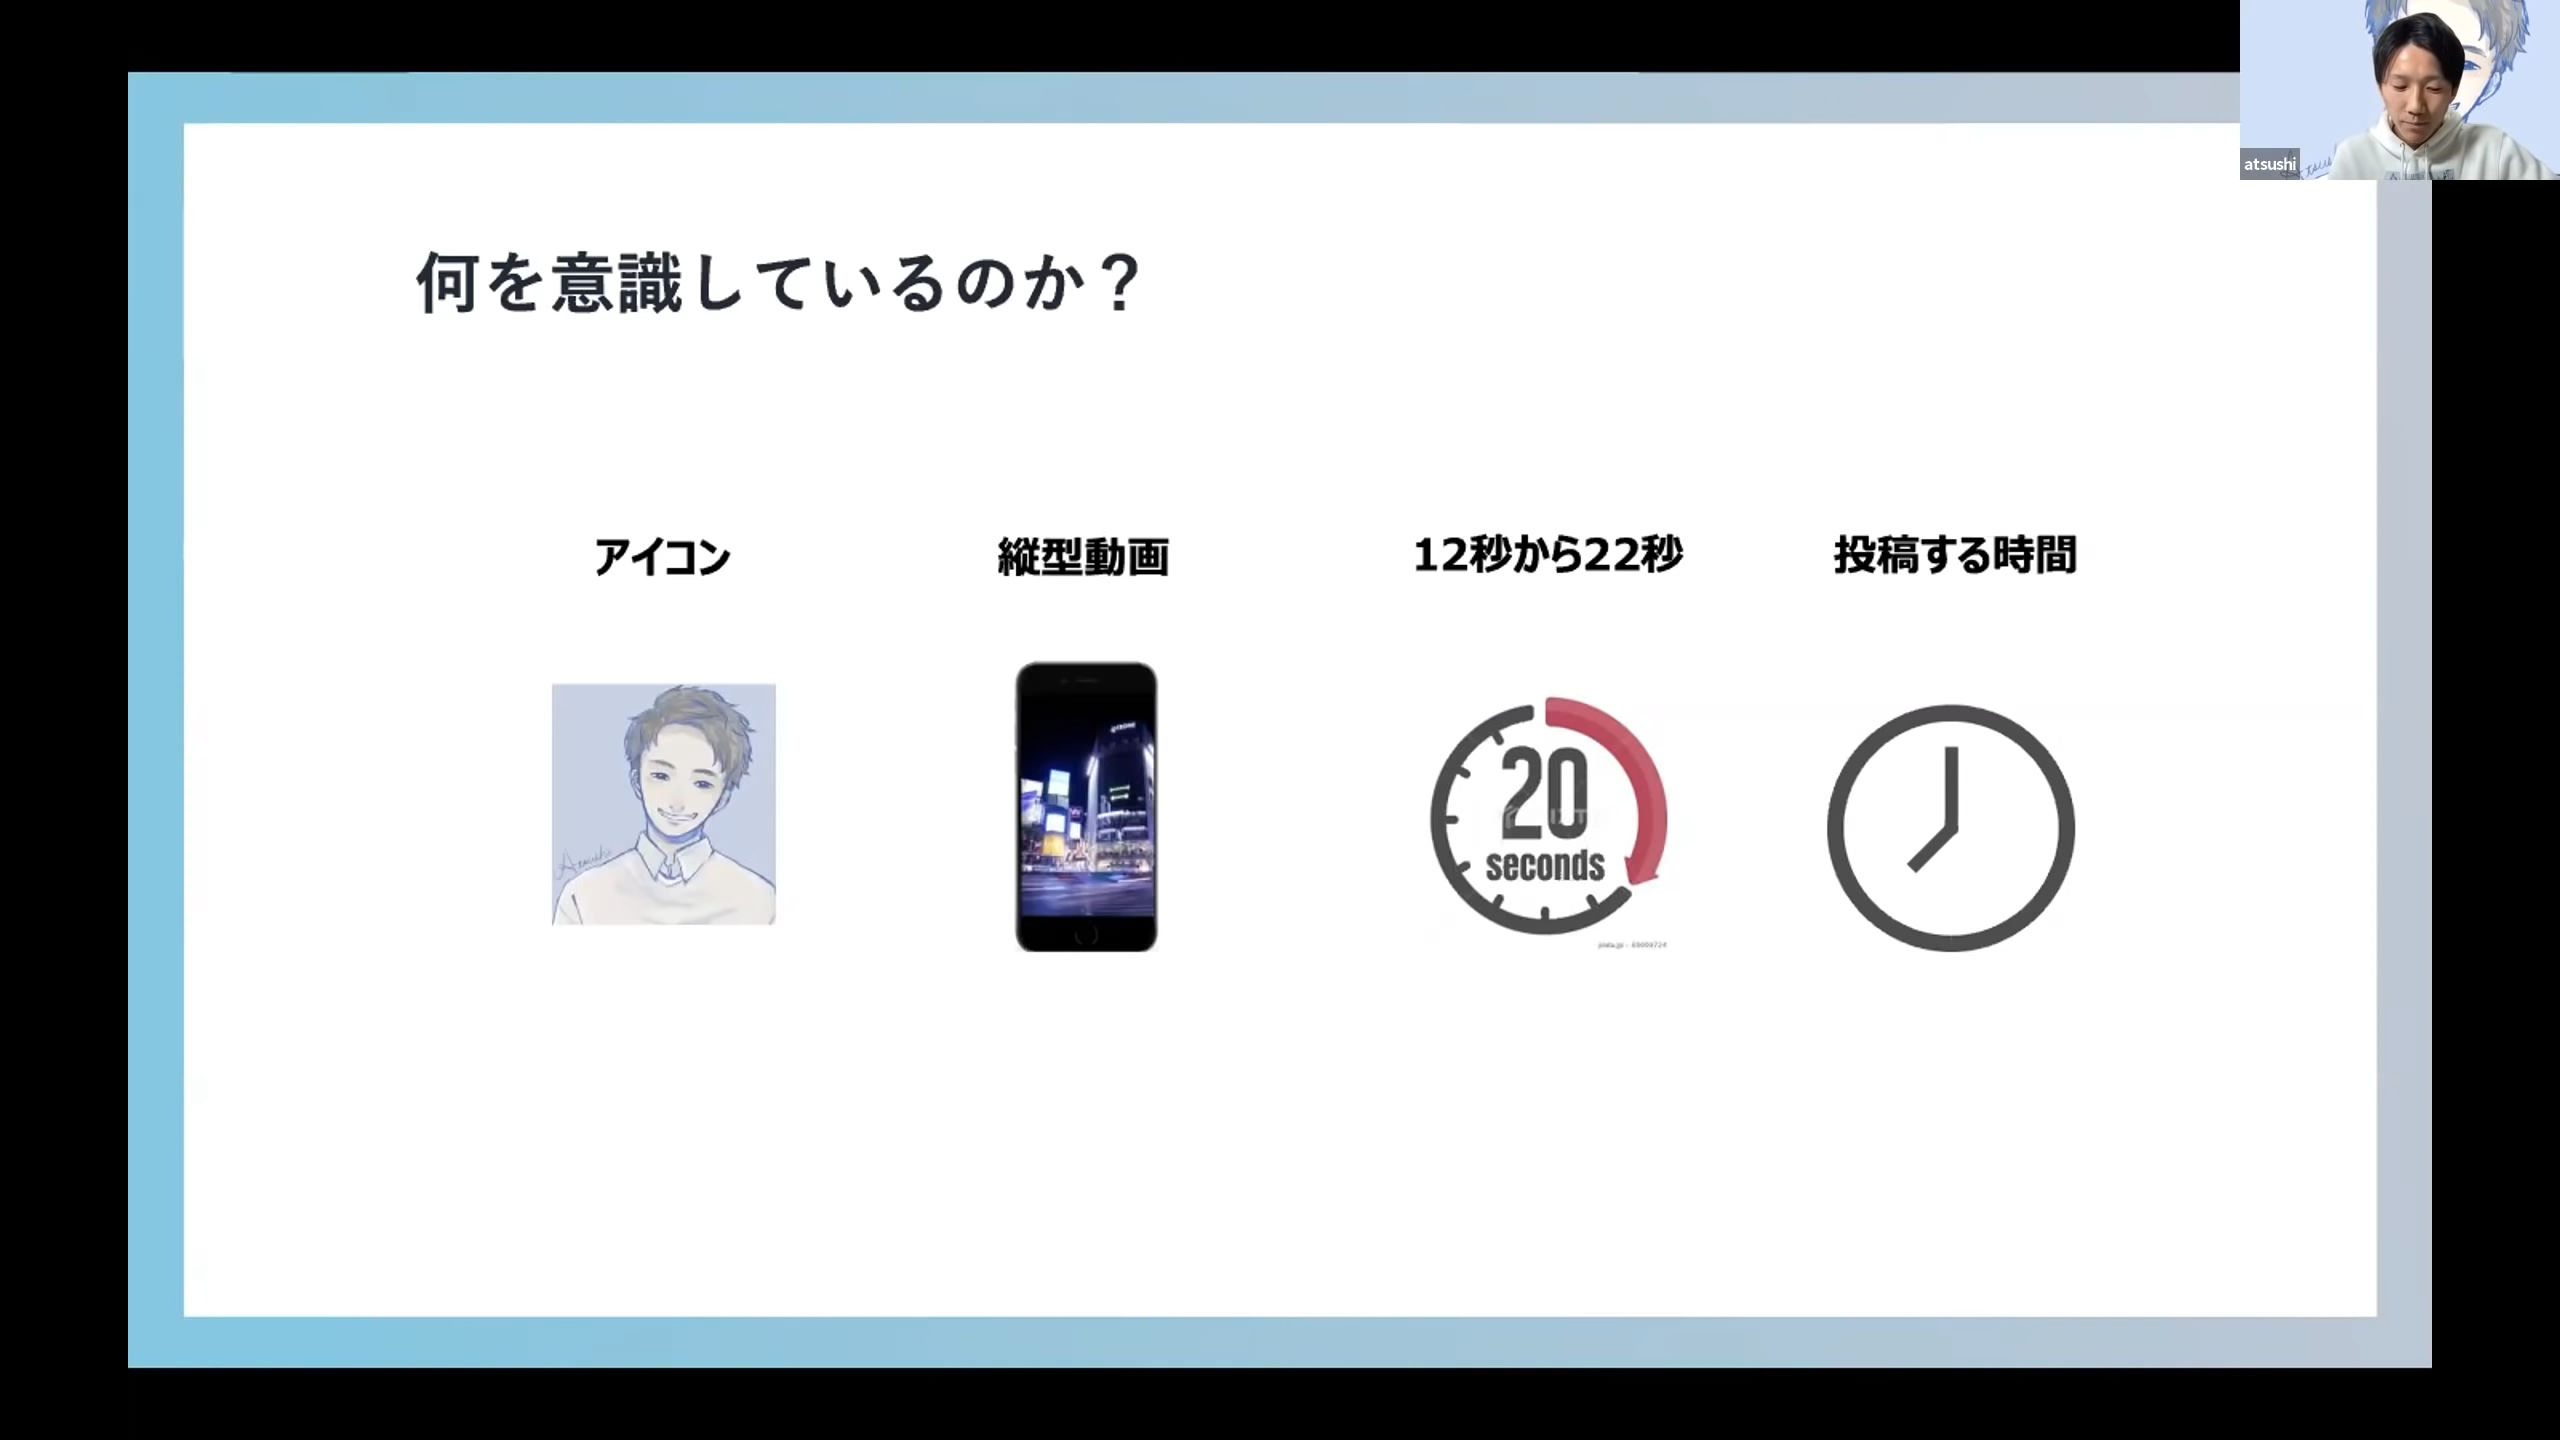 atsushi
何を意識しているのか？
アイコン
縦型動画
12秒から22秒
投稿する時間
Atsushi
20
seconds